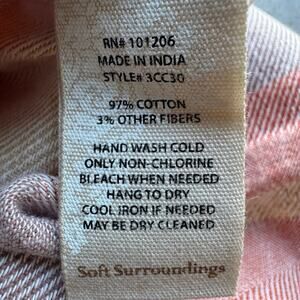 RN# 101206
MADE IN INDIA
STYLE# 3CC30
97% COTTON
3% OTHER FIBERS
HAND WASH COLD
ONLY NON-CHLORINE
BLEACH WHEN NEEDED
HANG TO DRY
COOL IRON IF NEEDED
MAY BE DRY CLEANED
Soft Surroundings